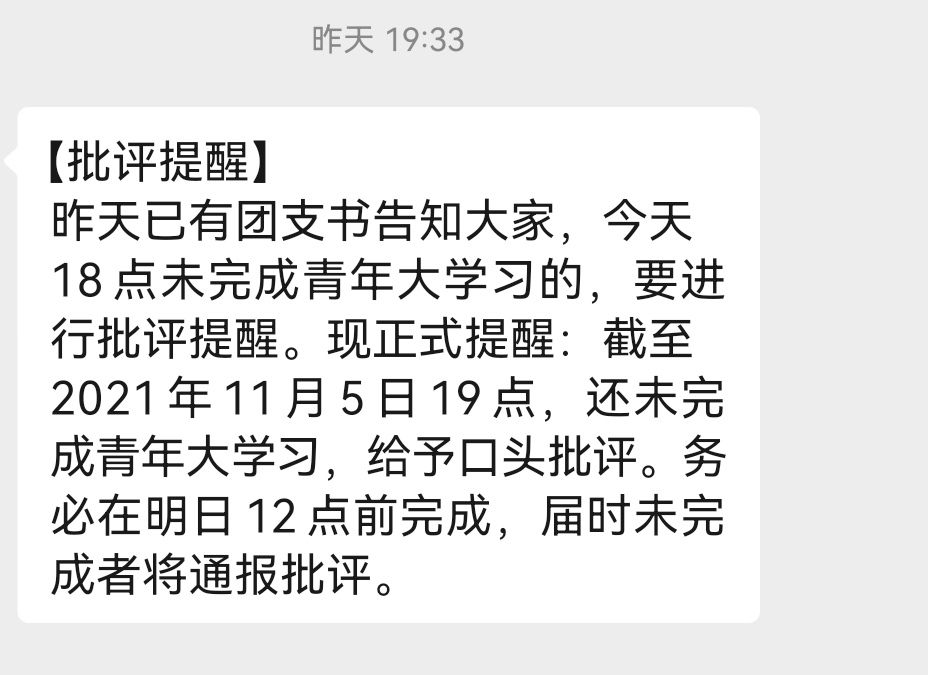 昨天 19:33
【批评提醒】
昨天已有团支书告知大家，今天
18点未完成青年大学习的，要进
行批评提醒。现正式提醒：截至
2021年11月5日19点，还未完
成青年大学习，给予口头批评。务
必在明日12点前完成，届时未完
成者将通报批评。